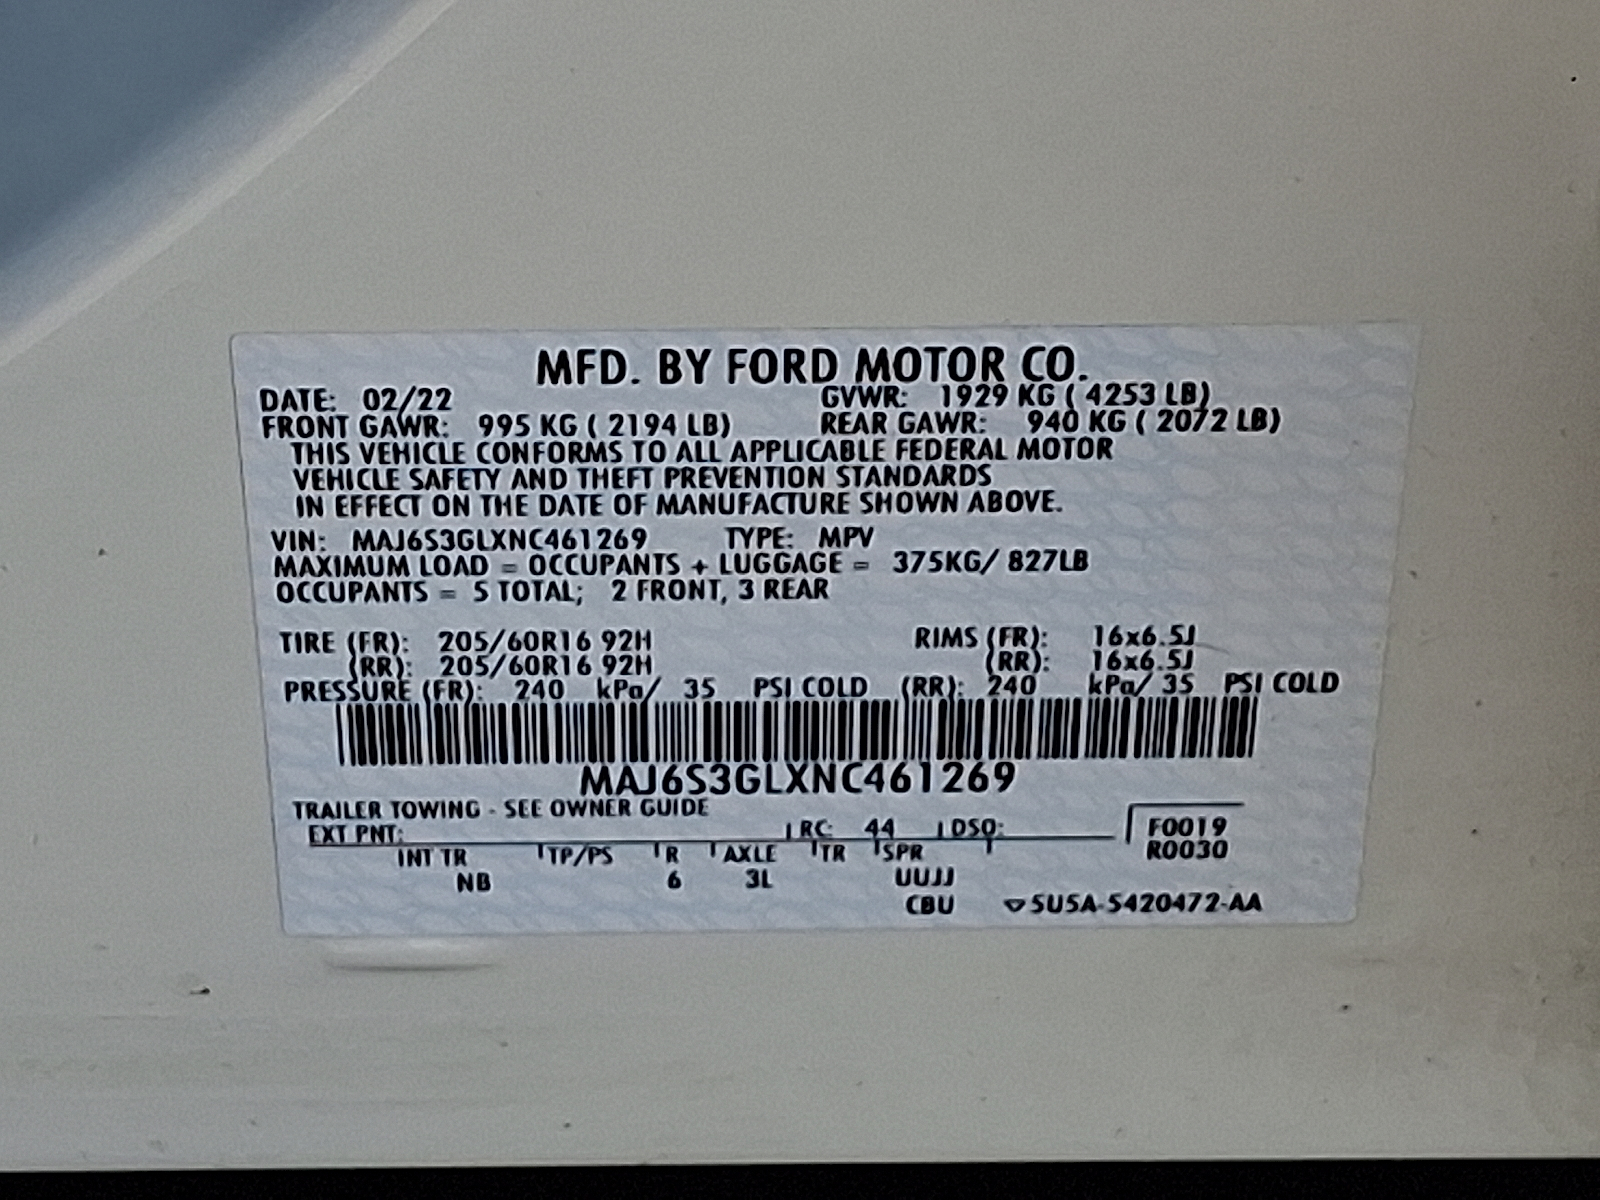 MFD. BY FORD MOTOR CO.
DATE: 02/22 GVWR: 1929 KG ( 4253 LB)
FRONT GAWR: 995 KG ( 2194 LB) REAR GAWR: 940 KG ( 2072 LB)
THIS VEHICLE CONFORMS TO ALL APPLICABLE FEDERAL MOTOR
VEHICLE SAFETY AND THEFT PREVENTION STANDARDS
IN EFFECT ON THE DATE OF MANUFACTURE SHOWN ABOVE.
VIN: MAJ6S3GLXNC461269 TYPE: MPV
MAXIMUM LOAD = OCCUPANTS + LUGGAGE = 375KG/ 827LB
OCCUPANTS = 5 TOTAL; 2 FRONT, 3 REAR
TIRE (FR): 205/60R16 92H RIMS (FR): 16x6.5J
(RR): 205/60R16 92H (RR): 16x6.5J
PRESSURE (FR): 240 kPa/ 35 PSI COLD (RR): 240 kPa/ 35 PSI COLD
MAJ6S3GLXNC461269
TRAILER TOWING - SEE OWNER GUIDE
EXT PNT: RC: 44 DSO: F0019
INT TR TP/PS R AXLE TR SPR R0030
NB 6 3L UUJJ
CBU ▽5U5A-5420472-AA